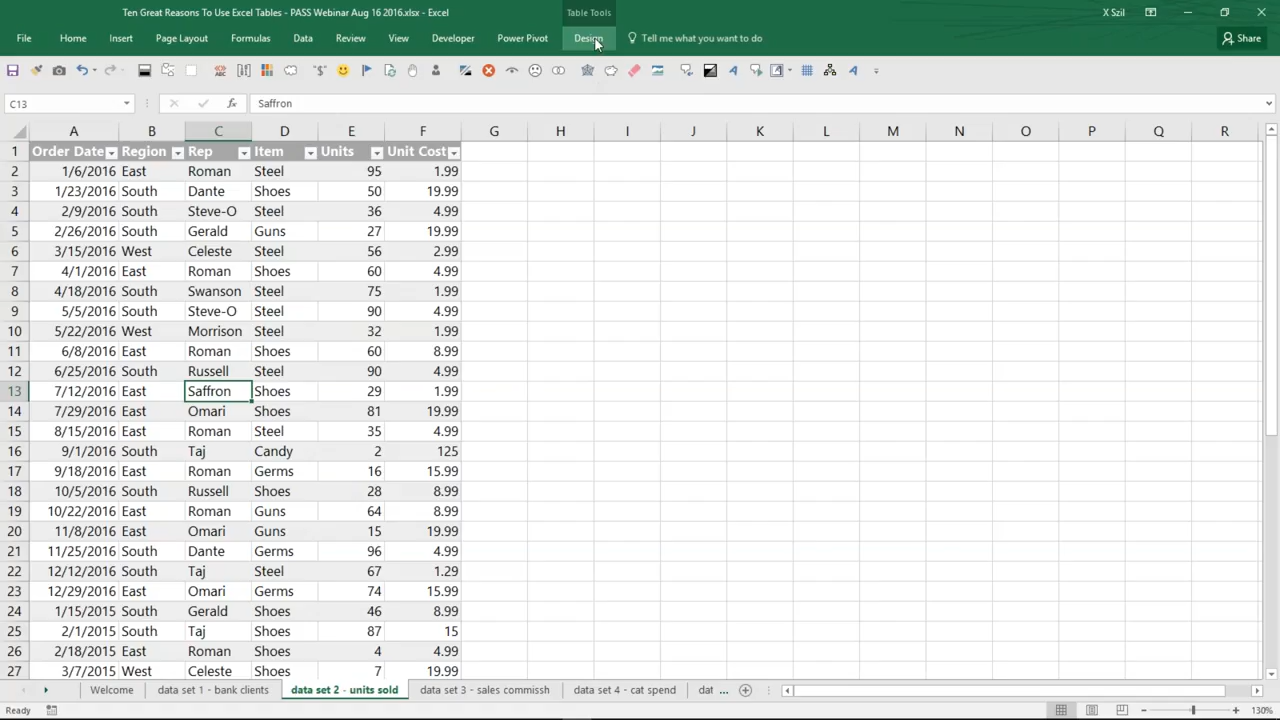 Ten Great Reasons To Use Excel Tables - PASS Webinar Aug 16 2016.xlsx - Excel
Table Tools
X Szil
File Home Insert Page Layout Formulas Data Review View Developer Power Pivot Design Tell me what you want to do Share
C13 fx Saffron
A B C D E F G H I J K L M N O P Q R
1 Order Date Region Rep Item Units Unit Cost
2 1/6/2016 East Roman Steel 95 1.99
3 1/23/2016 South Dante Shoes 50 19.99
4 2/9/2016 South Steve-O Steel 36 4.99
5 2/26/2016 South Gerald Guns 27 19.99
6 3/15/2016 West Celeste Steel 56 2.99
7 4/1/2016 East Roman Shoes 60 4.99
8 4/18/2016 South Swanson Steel 75 1.99
9 5/5/2016 South Steve-O Steel 90 4.99
10 5/22/2016 West Morrison Steel 32 1.99
11 6/8/2016 East Roman Shoes 60 8.99
12 6/25/2016 South Russell Steel 90 4.99
13 7/12/2016 East Saffron Shoes 29 1.99
14 7/29/2016 East Omari Shoes 81 19.99
15 8/15/2016 East Roman Steel 35 4.99
16 9/1/2016 South Taj Candy 2 125
17 9/18/2016 East Roman Germs 16 15.99
18 10/5/2016 South Russell Shoes 28 8.99
19 10/22/2016 East Roman Guns 64 8.99
20 11/8/2016 East Omari Guns 15 19.99
21 11/25/2016 South Dante Germs 96 4.99
22 12/12/2016 South Taj Steel 67 1.29
23 12/29/2016 East Omari Germs 74 15.99
24 1/15/2015 South Gerald Shoes 46 8.99
25 2/1/2015 South Taj Shoes 87 15
26 2/18/2015 East Roman Shoes 4 4.99
27 3/7/2015 West Celeste Shoes 7 19.99
Welcome data set 1 - bank clients data set 2 - units sold data set 3 - sales commissh data set 4 - cat spend dat ...
Ready 130%